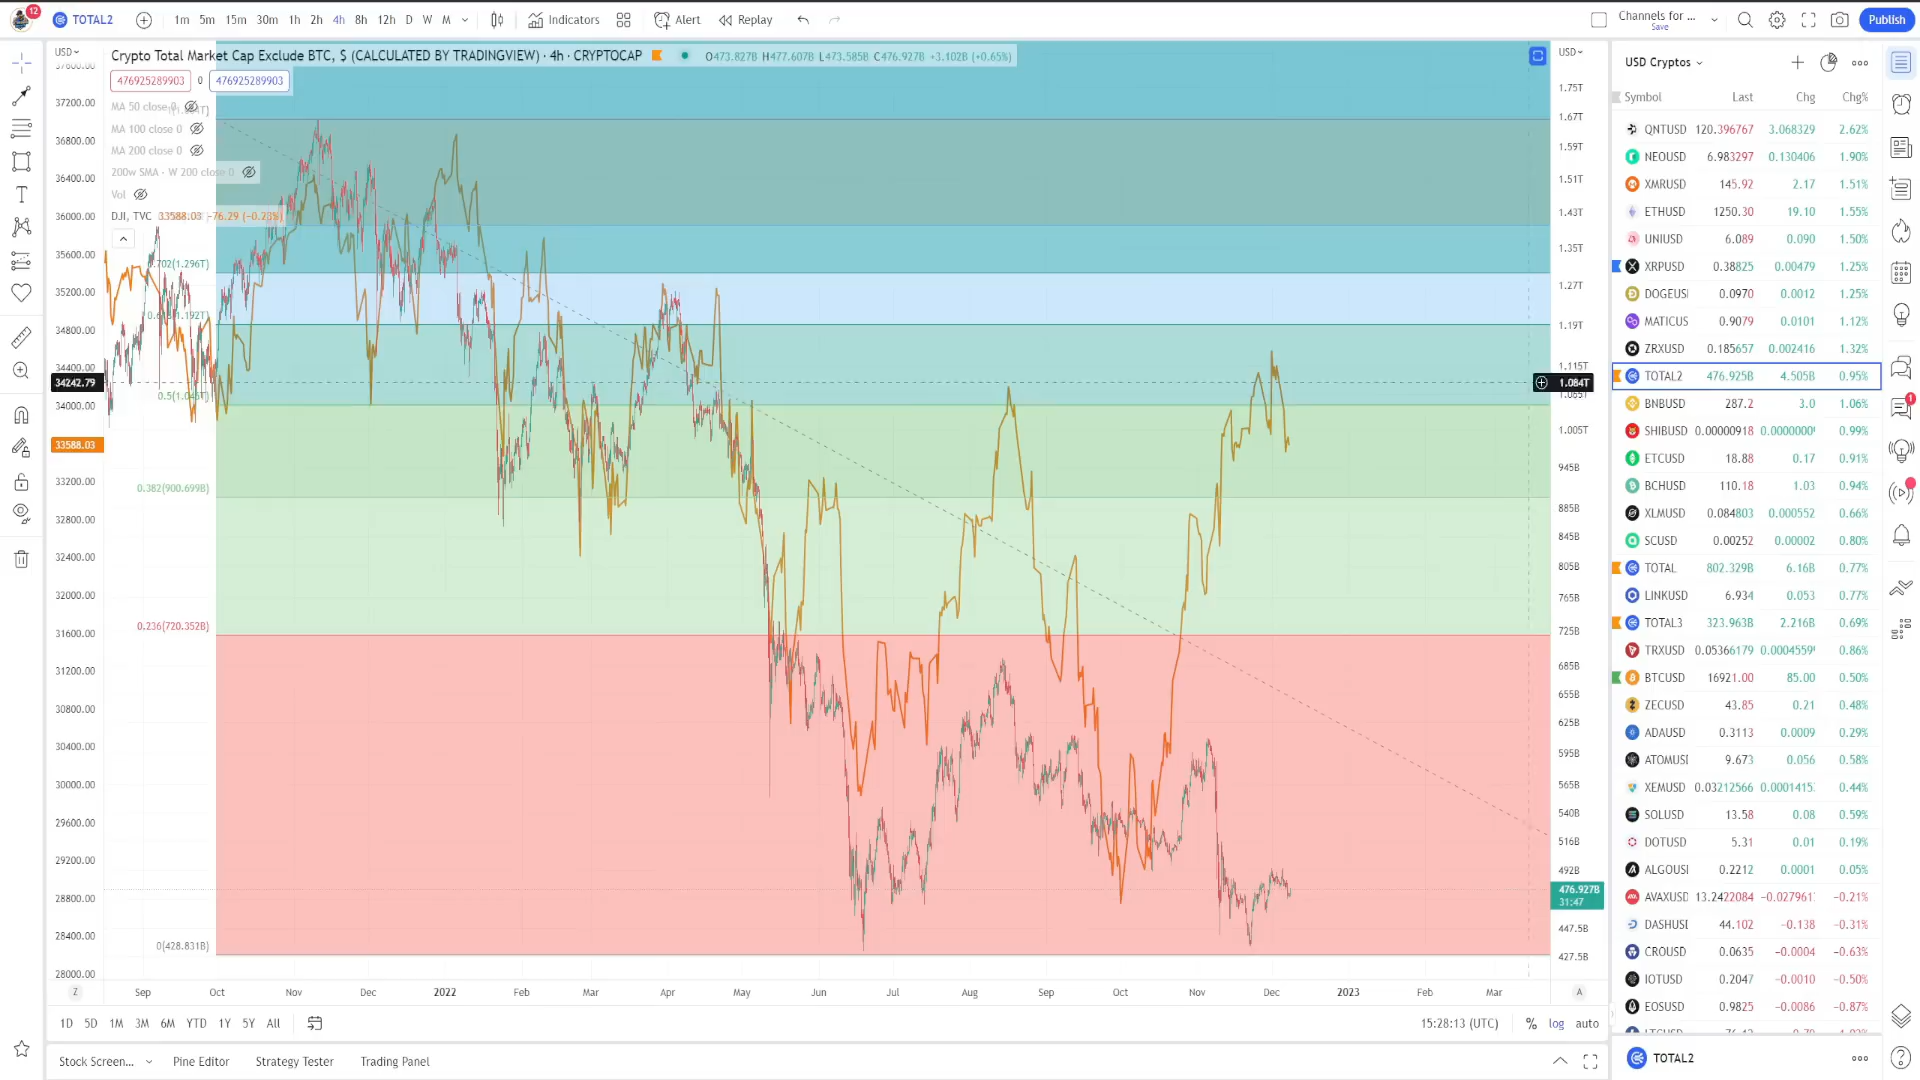 12
TOTAL2
1m 5m 15m 30m 1h 2h 4h 8h 12h D W M
Indicators
Alert
Replay
Channels for ...
Save
Publish
USD
Crypto Total Market Cap Exclude BTC, $ (CALCULATED BY TRADINGVIEW) · 4h · CRYPTOCAP
O473.827B H477.607B L473.585B C476.927B +3.102B (+0.65%)
476925289903 0 476925289903
MA 50 close 0
MA 100 close 0
MA 200 close 0
200w SMA - W 200 close 0
Vol
DJI, TVC 33588.03 -76.29 (-0.23%)
37600.00
37200.00
36800.00
36400.00
36000.00
35600.00
35200.00
34800.00
34400.00
34242.79
34000.00
33588.03
33200.00
32800.00
32400.00
32000.00
31600.00
31200.00
30800.00
30400.00
30000.00
29600.00
29200.00
28800.00
28400.00
28000.00
0.382(900.699B)
0.236(720.352B)
0(428.831B)
USD
1.75T
1.67T
1.59T
1.51T
1.43T
1.35T
1.27T
1.19T
1.115T
1.084T
1.065T
1.005T
945B
885B
845B
805B
765B
725B
685B
655B
625B
595B
565B
540B
516B
492B
476.927B
31:47
447.5B
427.5B
Z Sep Oct Nov Dec 2022 Feb Mar Apr May Jun Jul Aug Sep Oct Nov Dec 2023 Feb Mar A
1D 5D 1M 3M 6M YTD 1Y 5Y All
15:28:13 (UTC) % log auto
Stock Screen... Pine Editor Strategy Tester Trading Panel
USD Cryptos
Symbol Last Chg Chg%
QNTUSD 120.396767 3.068329 2.62%
NEOUSD 6.983297 0.130406 1.90%
XMRUSD 145.92 2.17 1.51%
ETHUSD 1250.30 19.10 1.55%
UNIUSD 6.089 0.090 1.50%
XRPUSD 0.38825 0.00479 1.25%
DOGEUSI 0.0970 0.0012 1.25%
MATICUS 0.9079 0.0101 1.12%
ZRXUSD 0.185657 0.002416 1.32%
TOTAL2 476.925B 4.505B 0.95%
BNBUSD 287.2 3.0 1.06%
SHIBUSD 0.00000918 0.0000000 0.99%
ETCUSD 18.88 0.17 0.91%
BCHUSD 110.18 1.03 0.94%
XLMUSD 0.084803 0.000552 0.66%
SCUSD 0.00252 0.00002 0.80%
TOTAL 802.329B 6.16B 0.77%
LINKUSD 6.934 0.053 0.77%
TOTAL3 323.963B 2.216B 0.69%
TRXUSD 0.05366179 0.0004559 0.86%
BTCUSD 16921.00 85.00 0.50%
ZECUSD 43.85 0.21 0.48%
ADAUSD 0.3113 0.0009 0.29%
ATOMUSI 9.673 0.056 0.58%
XEMUSD 0.03212566 0.0001415 0.44%
SOLUSD 13.58 0.08 0.59%
DOTUSD 5.31 0.01 0.19%
ALGOUSI 0.2212 0.0001 0.05%
AVAXUSD 13.2422084 -0.027961 -0.21%
DASHUSI 44.102 -0.138 -0.31%
CROUSD 0.0635 -0.0004 -0.63%
IOTUSD 0.2047 -0.0010 -0.50%
EOSUSD 0.9825 -0.0086 -0.87%
TOTAL2
1